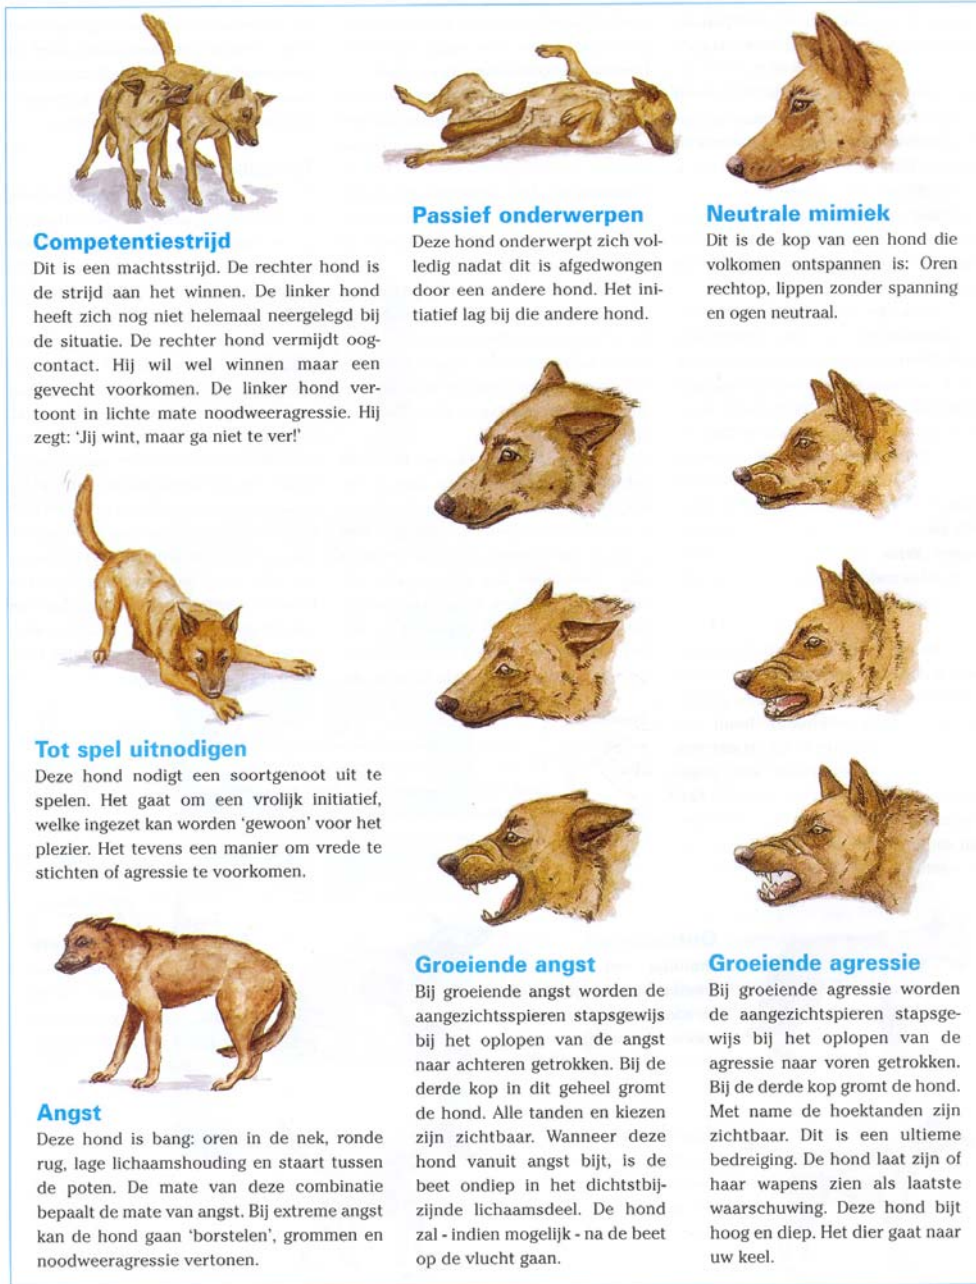 Competentiestrijd
Dit is een machtsstrijd. De rechter hond is
de strijd aan het winnen. De linker hond
heeft zich nog niet helemaal neergelegd bij
de situatie. De rechter hond vermijdt oog-
contact. Hij wil wel winnen maar een
gevecht voorkomen. De linker hond ver-
toont in lichte mate noodweeragressie. Hij
zegt: ‘Jij wint, maar ga niet te ver!’
Tot spel uitnodigen
Deze hond nodigt een soortgenoot uit te
spelen. Het gaat om een vrolijk initiatief,
welke ingezet kan worden ‘gewoon’ voor het
plezier. Het tevens een manier om vrede te
stichten of agressie te voorkomen.
Angst
Deze hond is bang: oren in de nek, ronde
rug, lage lichaamshouding en staart tussen
de poten. De mate van deze combinatie
bepaalt de mate van angst. Bij extreme angst
kan de hond gaan ‘borstelen’, grommen en
noodweeragressie vertonen.
Passief onderwerpen
Deze hond onderwerpt zich vol-
ledig nadat dit is afgedwongen
door een andere hond. Het ini-
tiatief lag bij die andere hond.
Groeiende angst
Bij groeiende angst worden de
aangezichtsspieren stapsgewijs
bij het oplopen van de angst
naar achteren getrokken. Bij de
derde kop in dit geheel gromt
de hond. Alle tanden en kiezen
zijn zichtbaar. Wanneer deze
hond vanuit angst bijt, is de
beet ondiep in het dichtstbij-
zijnde lichaamsdeel. De hond
zal - indien mogelijk - na de beet
op de vlucht gaan.
Neutrale mimiek
Dit is de kop van een hond die
volkomen ontspannen is: Oren
rechtop, lippen zonder spanning
en ogen neutraal.
Groeiende agressie
Bij groeiende agressie worden
de aangezichtspieren stapsge-
wijs bij het oplopen van de
agressie naar voren getrokken.
Bij de derde kop gromt de hond.
Met name de hoektanden zijn
zichtbaar. Dit is een ultieme
bedreiging. De hond laat zijn of
haar wapens zien als laatste
waarschuwing. Deze hond bijt
hoog en diep. Het dier gaat naar
uw keel.